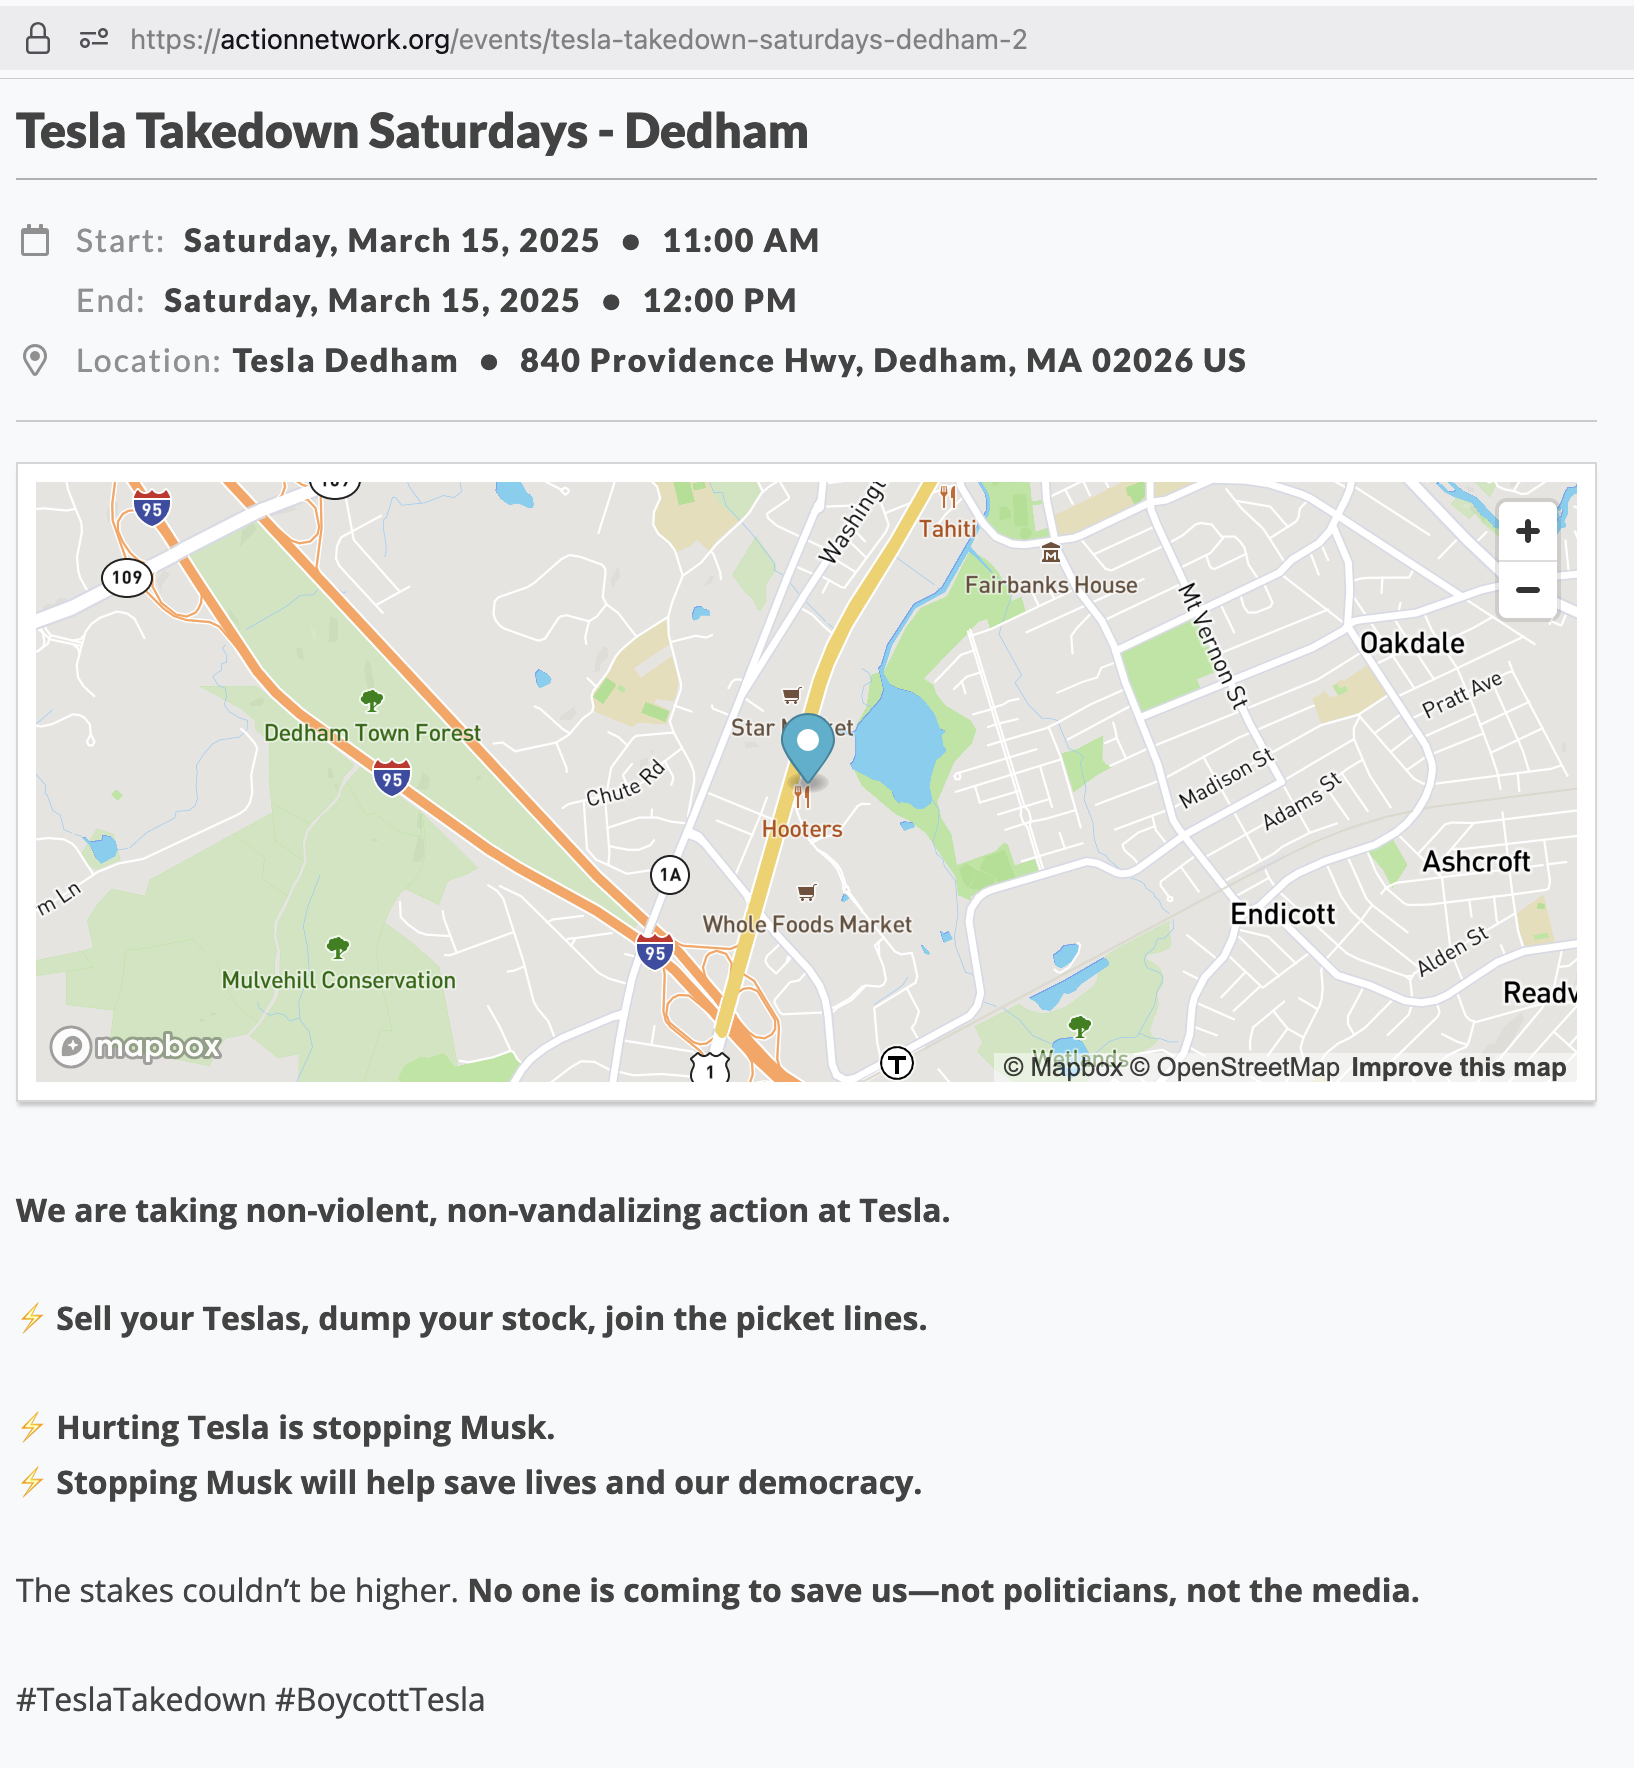 https://actionnetwork.org/events/tesla-takedown-saturdays-dedham-2
Tesla Takedown Saturdays - Dedham
Start: Saturday, March 15, 2025 ● 11:00 AM
End: Saturday, March 15, 2025 ● 12:00 PM
Location: Tesla Dedham ● 840 Providence Hwy, Dedham, MA 02026 US
95
109
Tahiti
Fairbanks House
Mt Vernon St
+
−
Oakdale
Pratt Ave
Dedham Town Forest
95
Chute Rd
Hooters
Madison St
Adams St
1A
Ashcroft
m Ln
Whole Foods Market
Endicott
95
Alden St
Mulvehill Conservation
mapbox
1
T
Wetlands
© Mapbox © OpenStreetMap Improve this map
We are taking non-violent, non-vandalizing action at Tesla.
⚡ Sell your Teslas, dump your stock, join the picket lines.
⚡ Hurting Tesla is stopping Musk.
⚡ Stopping Musk will help save lives and our democracy.
The stakes couldn’t be higher. No one is coming to save us—not politicians, not the media.
#TeslaTakedown #BoycottTesla